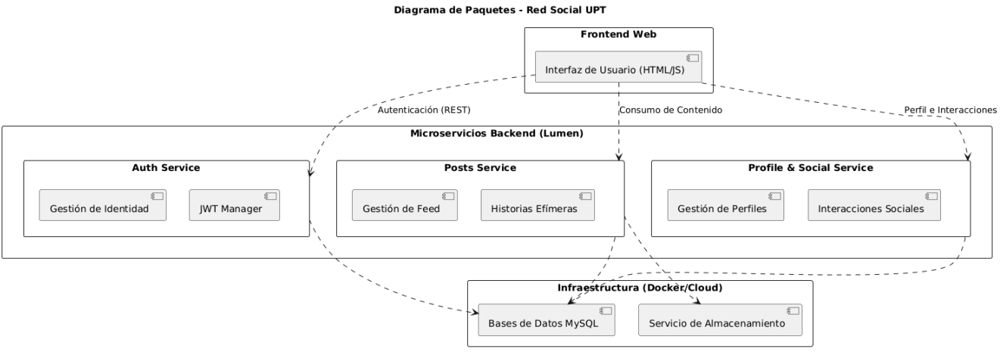 Diagrama de Paquetes - Red Social UPT
Frontend Web
Interfaz de Usuario (HTML/JS)
Autenticación (REST)
Consumo de Contenido
Perfil e Interacciones
Microservicios Backend (Lumen)
Auth Service
Gestión de Identidad
JWT Manager
Posts Service
Gestión de Feed
Historias Efímeras
Profile & Social Service
Gestión de Perfiles
Interacciones Sociales
Infraestructura (Docker/Cloud)
Bases de Datos MySQL
Servicio de Almacenamiento